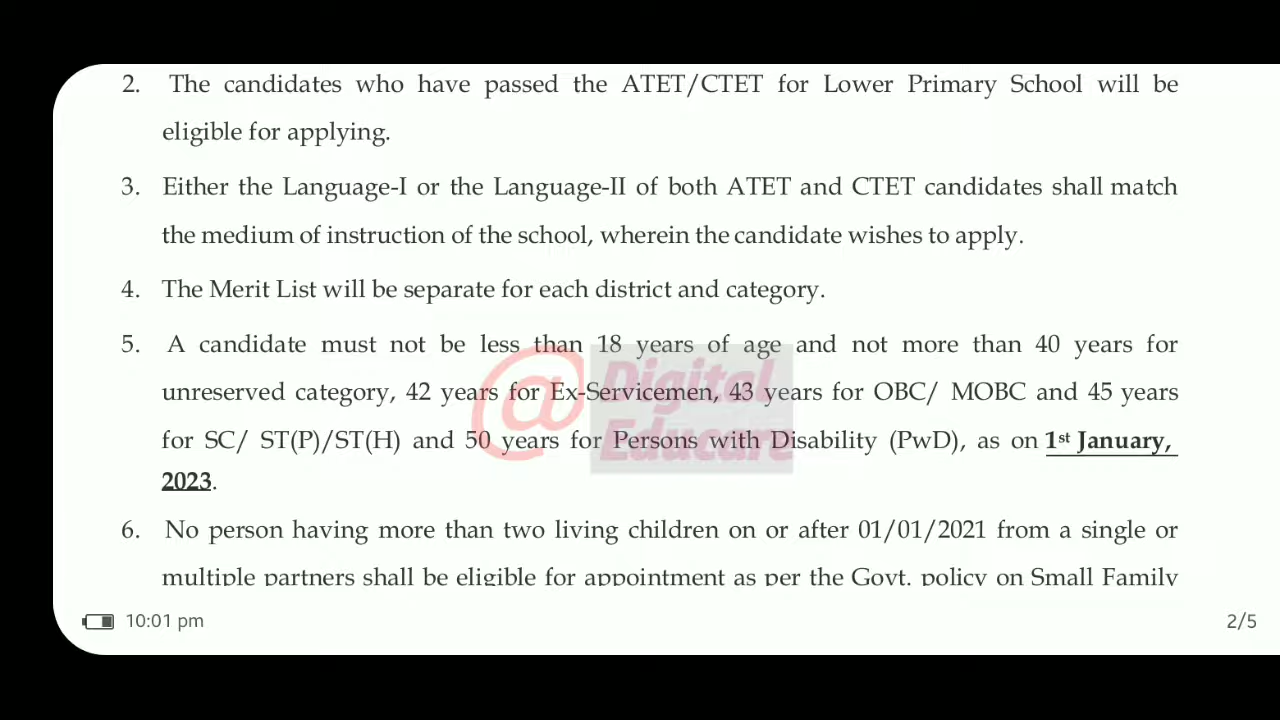 2. The candidates who have passed the ATET/CTET for Lower Primary School will be
eligible for applying.
3. Either the Language-I or the Language-II of both ATET and CTET candidates shall match
the medium of instruction of the school, wherein the candidate wishes to apply.
4. The Merit List will be separate for each district and category.
5. A candidate must not be less than 18 years of age and not more than 40 years for
unreserved category, 42 years for Ex-Servicemen, 43 years for OBC/ MOBC and 45 years
for SC/ ST(P)/ST(H) and 50 years for Persons with Disability (PwD), as on 1st January,
2023.
6. No person having more than two living children on or after 01/01/2021 from a single or
multiple partners shall be eligible for appointment as per the Govt. policy on Small Family
@ Digital
Educare
10:01 pm
2/5